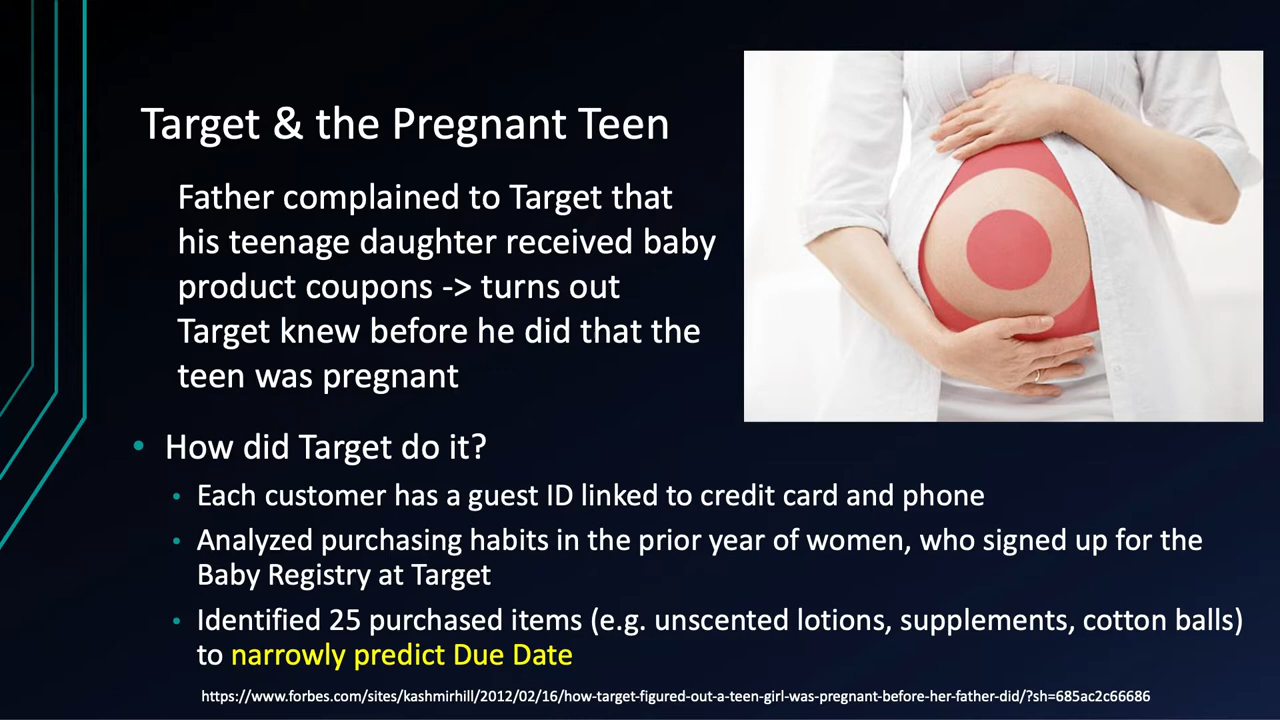 Target & the Pregnant Teen
Father complained to Target that
his teenage daughter received baby
product coupons -> turns out
Target knew before he did that the
teen was pregnant
• How did Target do it?
• Each customer has a guest ID linked to credit card and phone
• Analyzed purchasing habits in the prior year of women, who signed up for the
Baby Registry at Target
• Identified 25 purchased items (e.g. unscented lotions, supplements, cotton balls)
to narrowly predict Due Date
https://www.forbes.com/sites/kashmirhill/2012/02/16/how-target-figured-out-a-teen-girl-was-pregnant-before-her-father-did/?sh=685ac2c66686